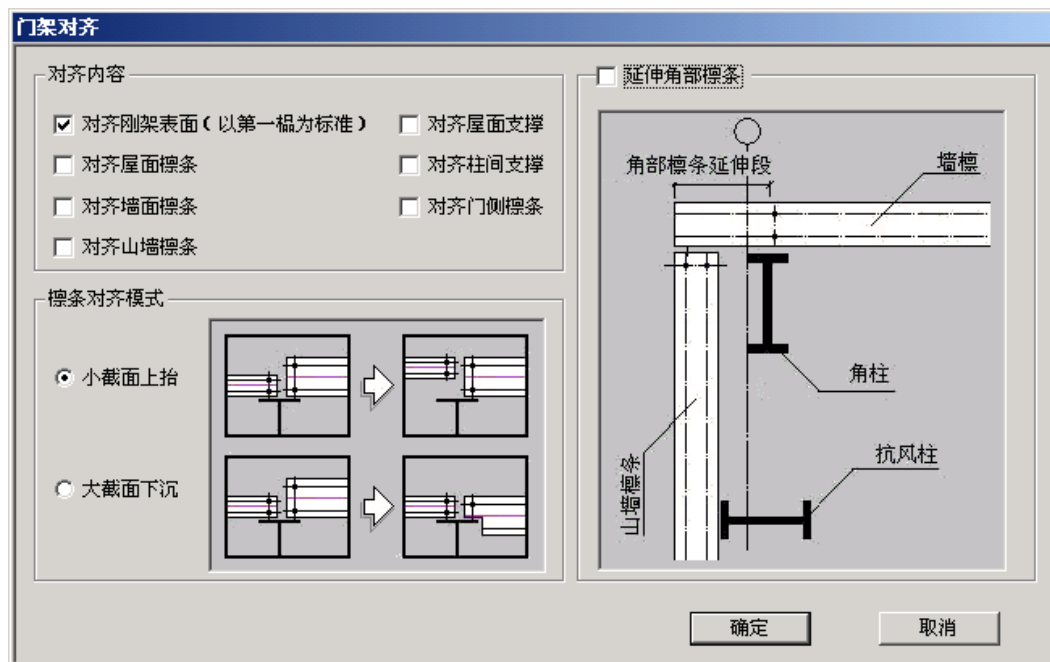 门架对齐
对齐内容
对齐刚架表面(以第一榀为标准)
对齐屋面支撑
对齐屋面檩条
对齐柱间支撑
对齐墙面檩条
对齐门侧檩条
对齐山墙檩条
檩条对齐模式
小截面上抬
大截面下沉
延伸角部檩条
角部檩条延伸段
墙檩
角柱
抗风柱
山墙檩条
确定
取消